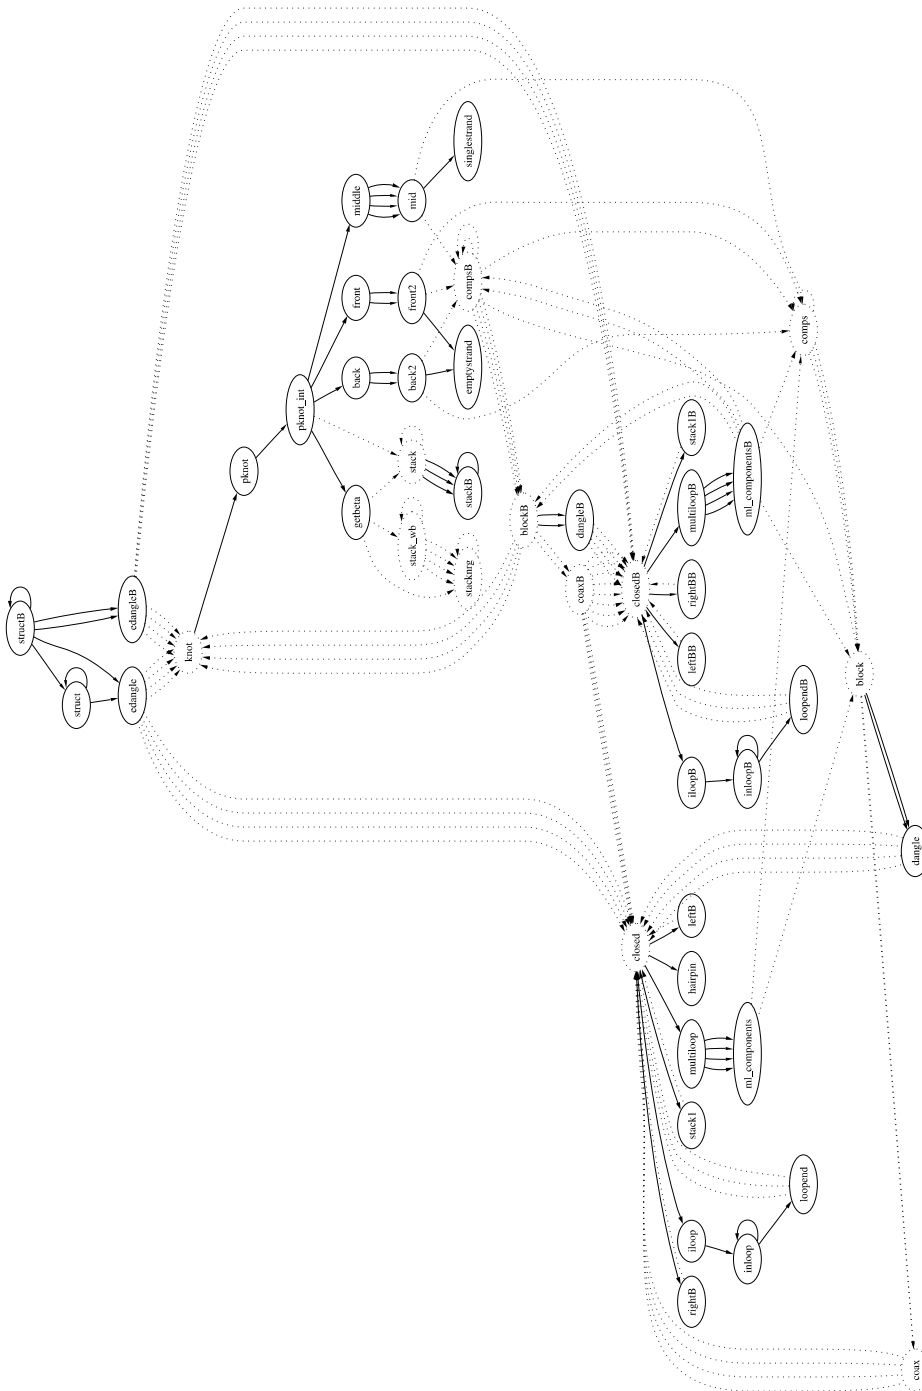 structB
struct
edangle
edangleB
knot
pknot
pknot_int
getbeta
back
front
middle
stack_wb
stack
back2
front2
mid
stacknrg
stackB
emptystrand
compsB
singlestrand
blockB
coaxB
dangleB
closed
closedB
rightB
iloop
stack1
multiloop
hairpin
leftB
iloopB
leftBB
rightBB
multiloopB
stack1B
inloop
ml_components
inloopB
ml_componentsB
loopend
loopendB
comps
block
coax
dangle